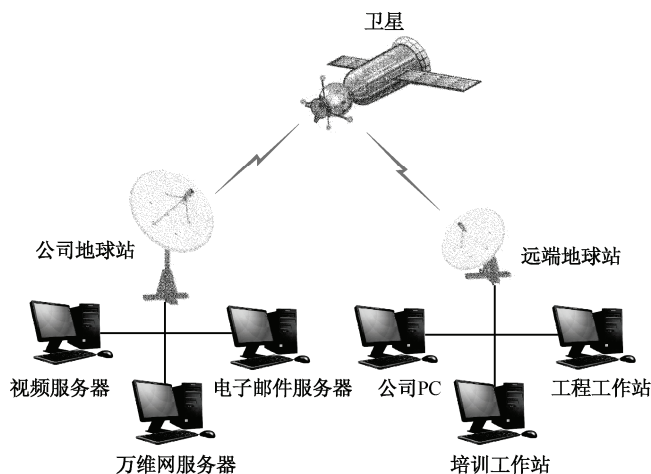 卫星
公司地球站
远端地球站
视频服务器
电子邮件服务器
公司PC
工程工作站
万维网服务器
培训工作站